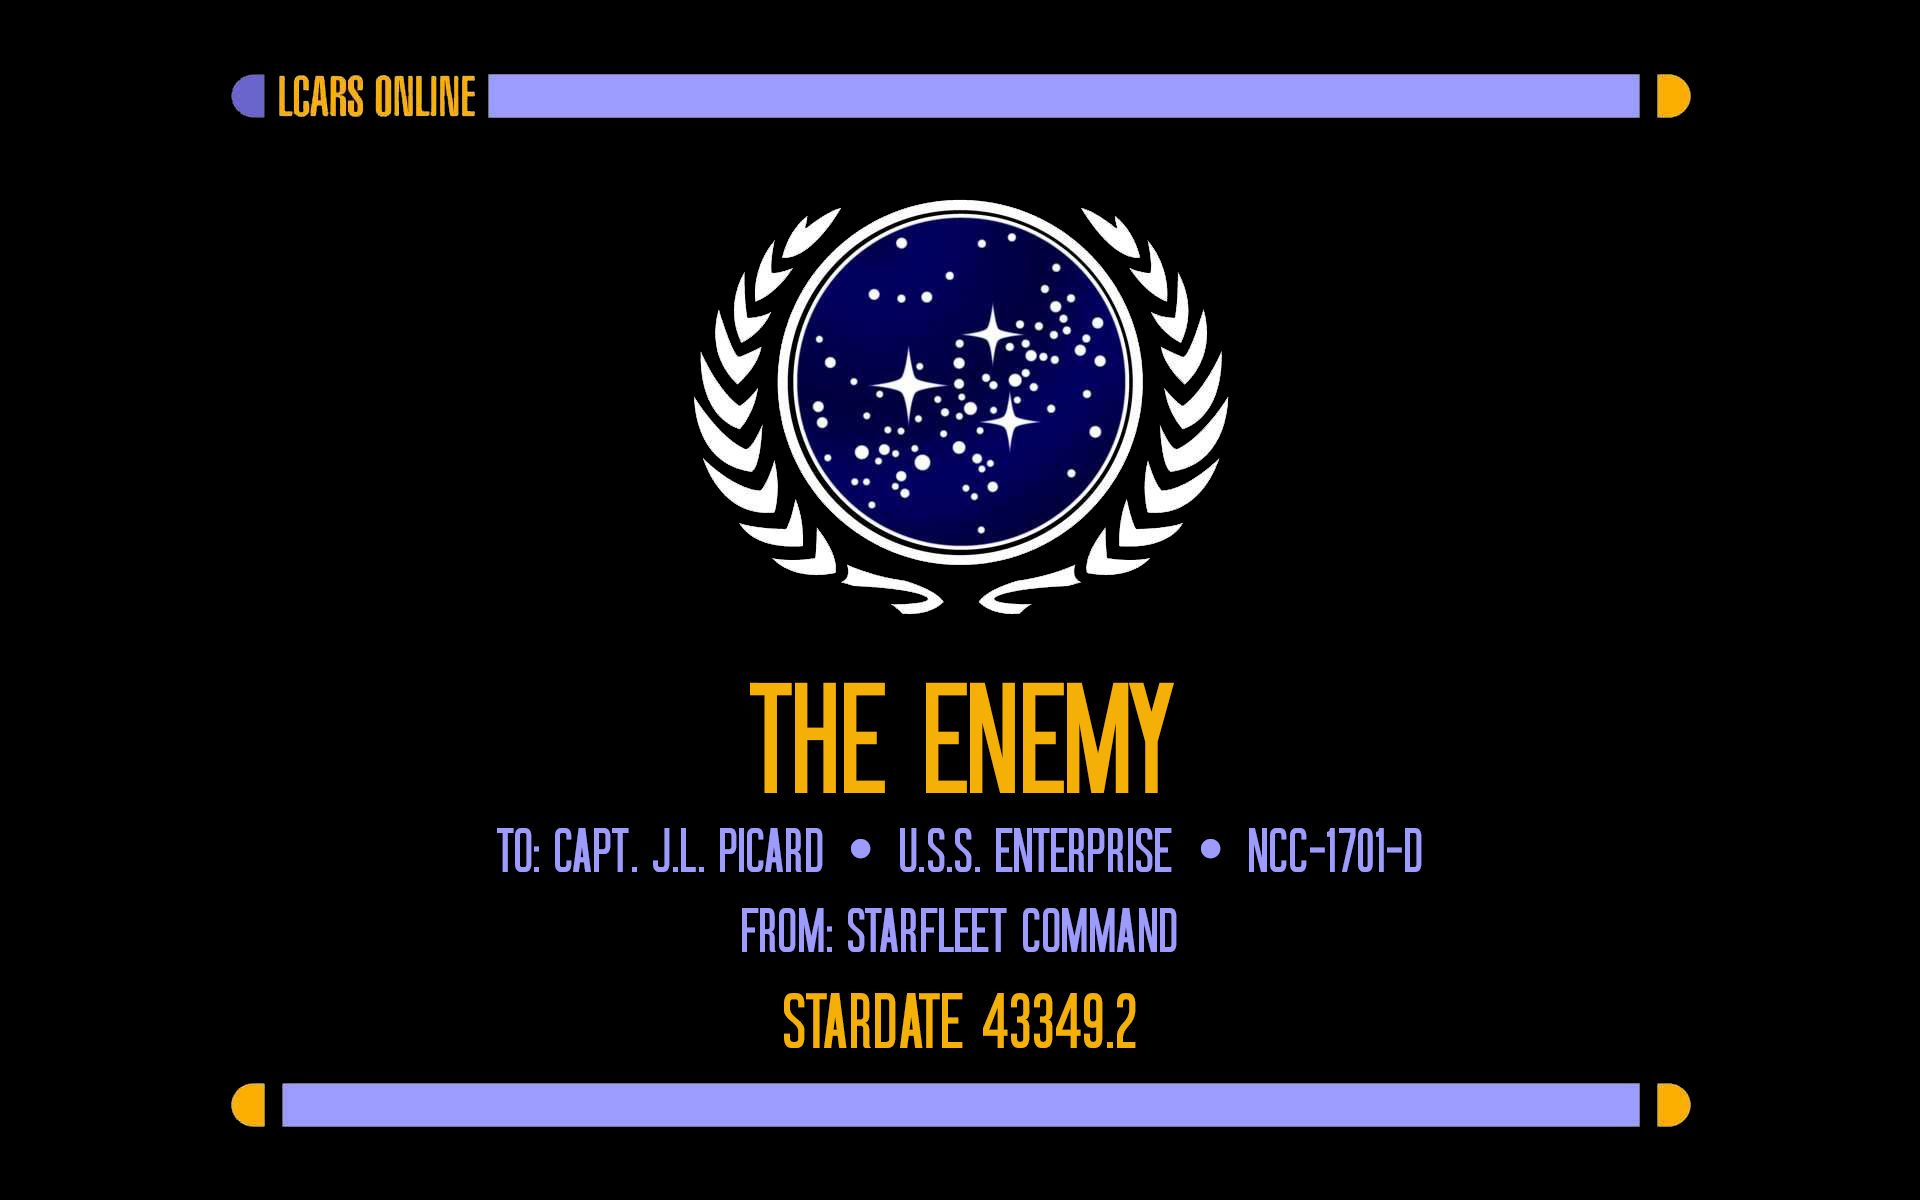 LCARS ONLINE
THE ENEMY
TO: CAPT. J.L. PICARD • U.S.S. ENTERPRISE • NCC-1701-D
FROM: STARFLEET COMMAND
STARDATE 43349.2